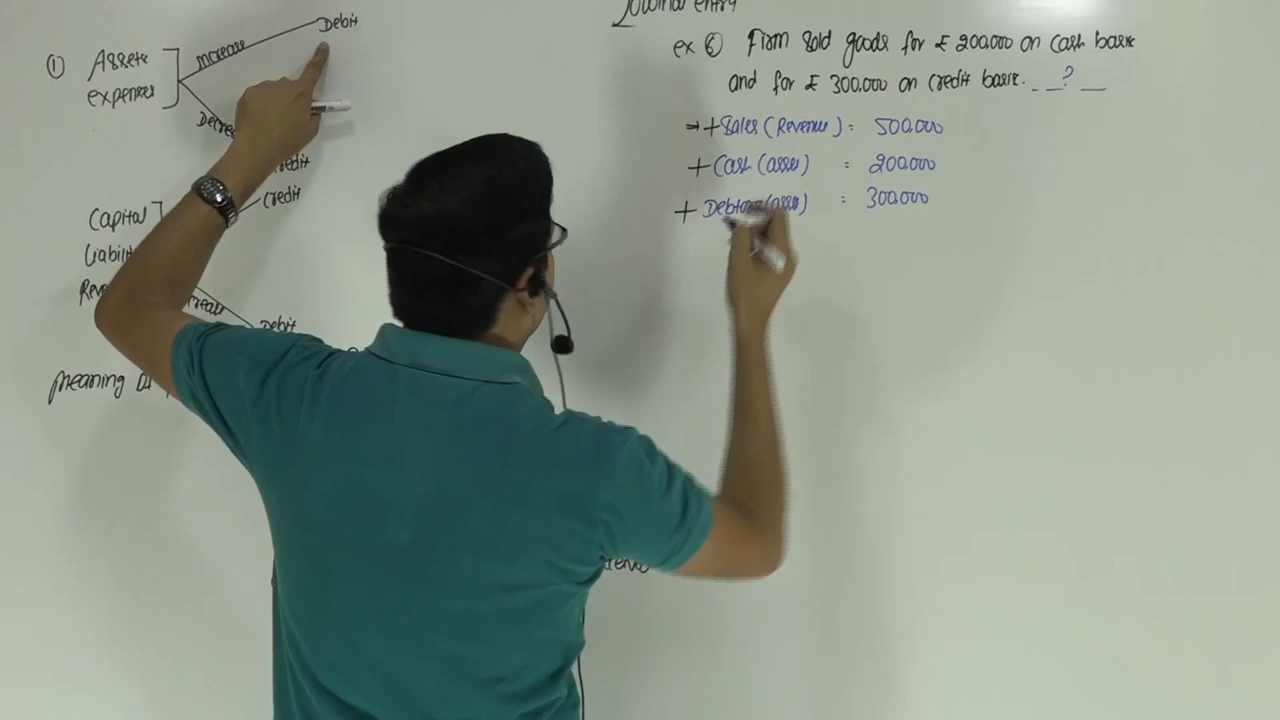 ① Assets
expenses
Increase
Debit
Credit
Credit
Capital
Debit
meaning
Journal entry
ex ⑥ Firm sold goods for £ 200,000 on cash basis
and for £ 300,000 on credit basis. _ _?_ _
→ + Sales (Revenue) = 500,000
+ Cash (asset) = 200,000
+ Debtors (asset) : 300,000